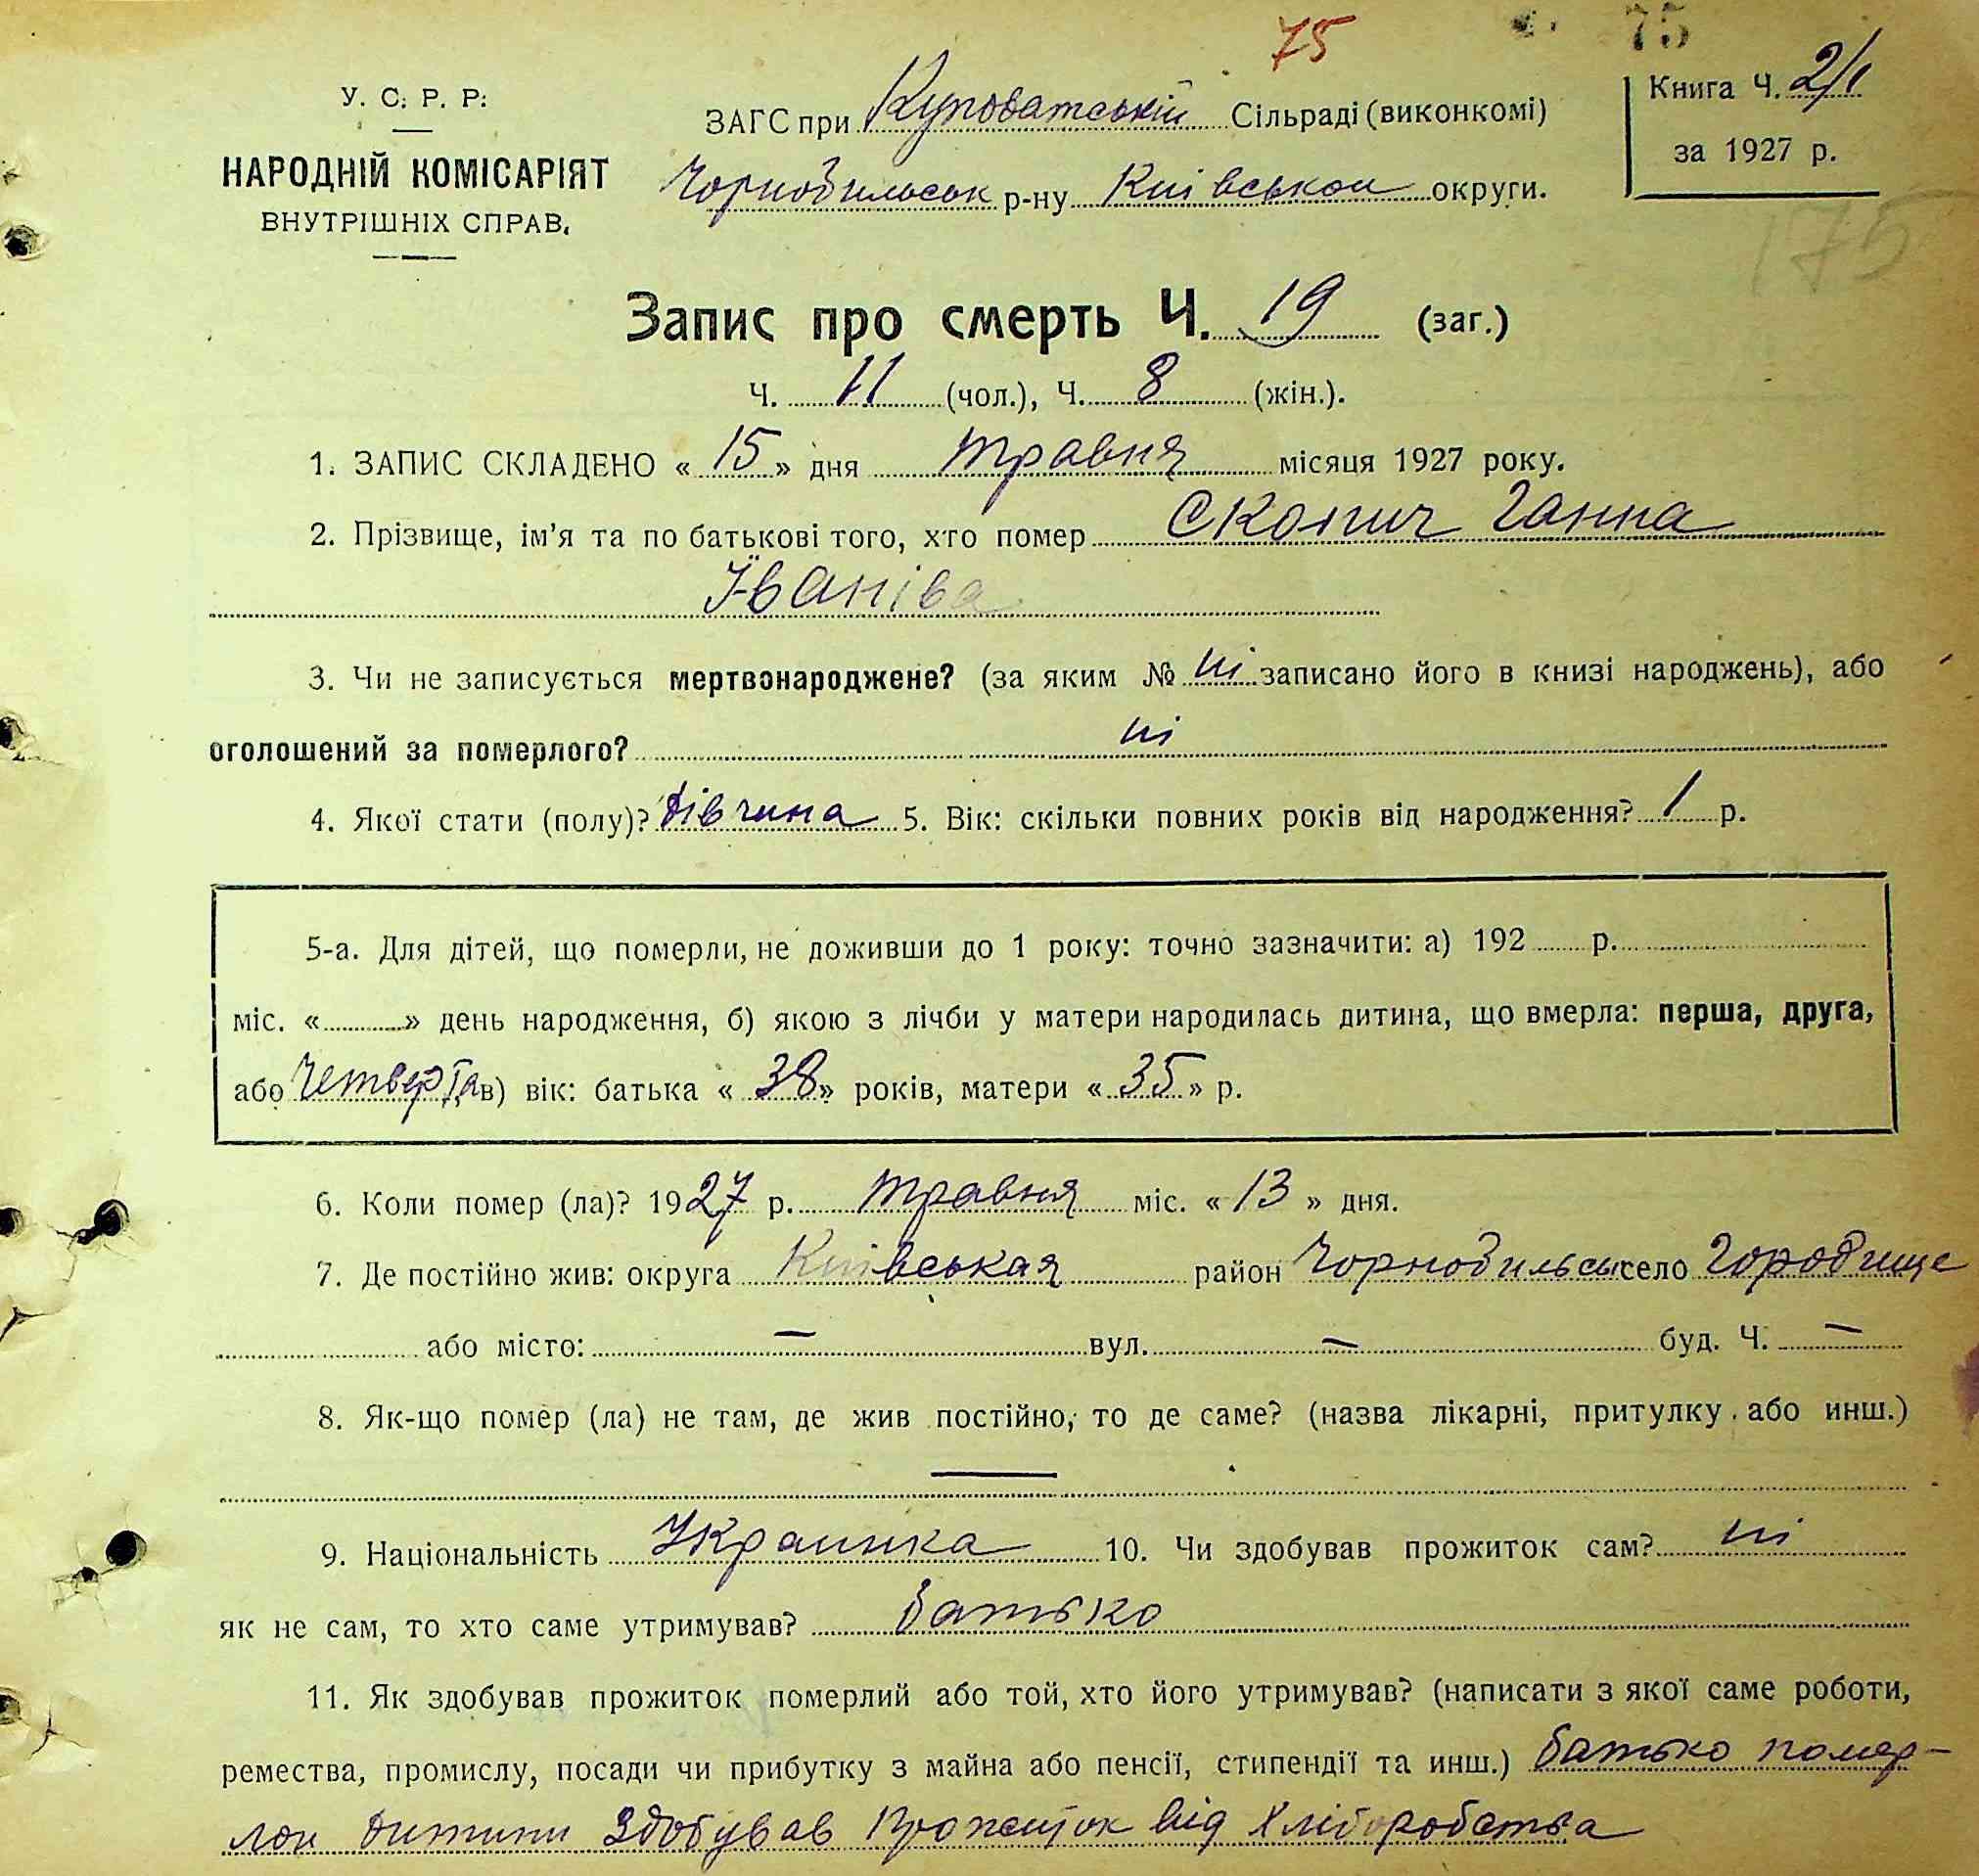 75
75
У. С. Р. Р.
НАРОДНІЙ КОМІСАРІЯТ
ВНУТРІШНІХ СПРАВ.
ЗАГС при Куповатській Сільраді (виконкомі)
Чорнобильськ р-ну Київськои округи.
Книга Ч. 2/1
за 1927 р.
175
Запис про смерть Ч. 19 (заг.)
Ч. 11 (чол.), Ч. 8 (жін.).
1. ЗАПИС СКЛАДЕНО « 15 » дня травня місяця 1927 року.
2. Прізвище, ім'я та по батькові того, хто помер Скопич Ганна
Іванівa
3. Чи не записується мертвонароджене? (за яким № ні записано його в книзі народжень), або
оголошений за померлого? ні
4. Якої стати (полу)? дівчина 5. Вік: скільки повних років від народження? 1 р.
5-а. Для дітей, що померли, не доживши до 1 року: точно зазначити: а) 192 р.
міс. « » день народження, б) якою з лічби у матери народилась дитина, що вмерла: перша, друга,
або четверта в) вік: батька « 38 » років, матери « 35 » р.
6. Коли помер (ла)? 1927 р. травня міс. « 13 » дня.
7. Де постійно жив: округа Київськая район Чорнобильськ село Городище
або місто: — вул. — буд. Ч. —
8. Як-що помер (ла) не там, де жив постійно, то де саме? (назва лікарні, притулку або инш.)
—
9. Національність Украинка 10. Чи здобував прожиток сам? ні
як не сам, то хто саме утримував? батько
11. Як здобував прожиток померлий або той, хто його утримував? (написати з якої саме роботи,
ремества, промислу, посади чи прибутку з майна або пенсії, стипендії та инш.) батько помер-
лои дитини здобував прожиток від хліборобства